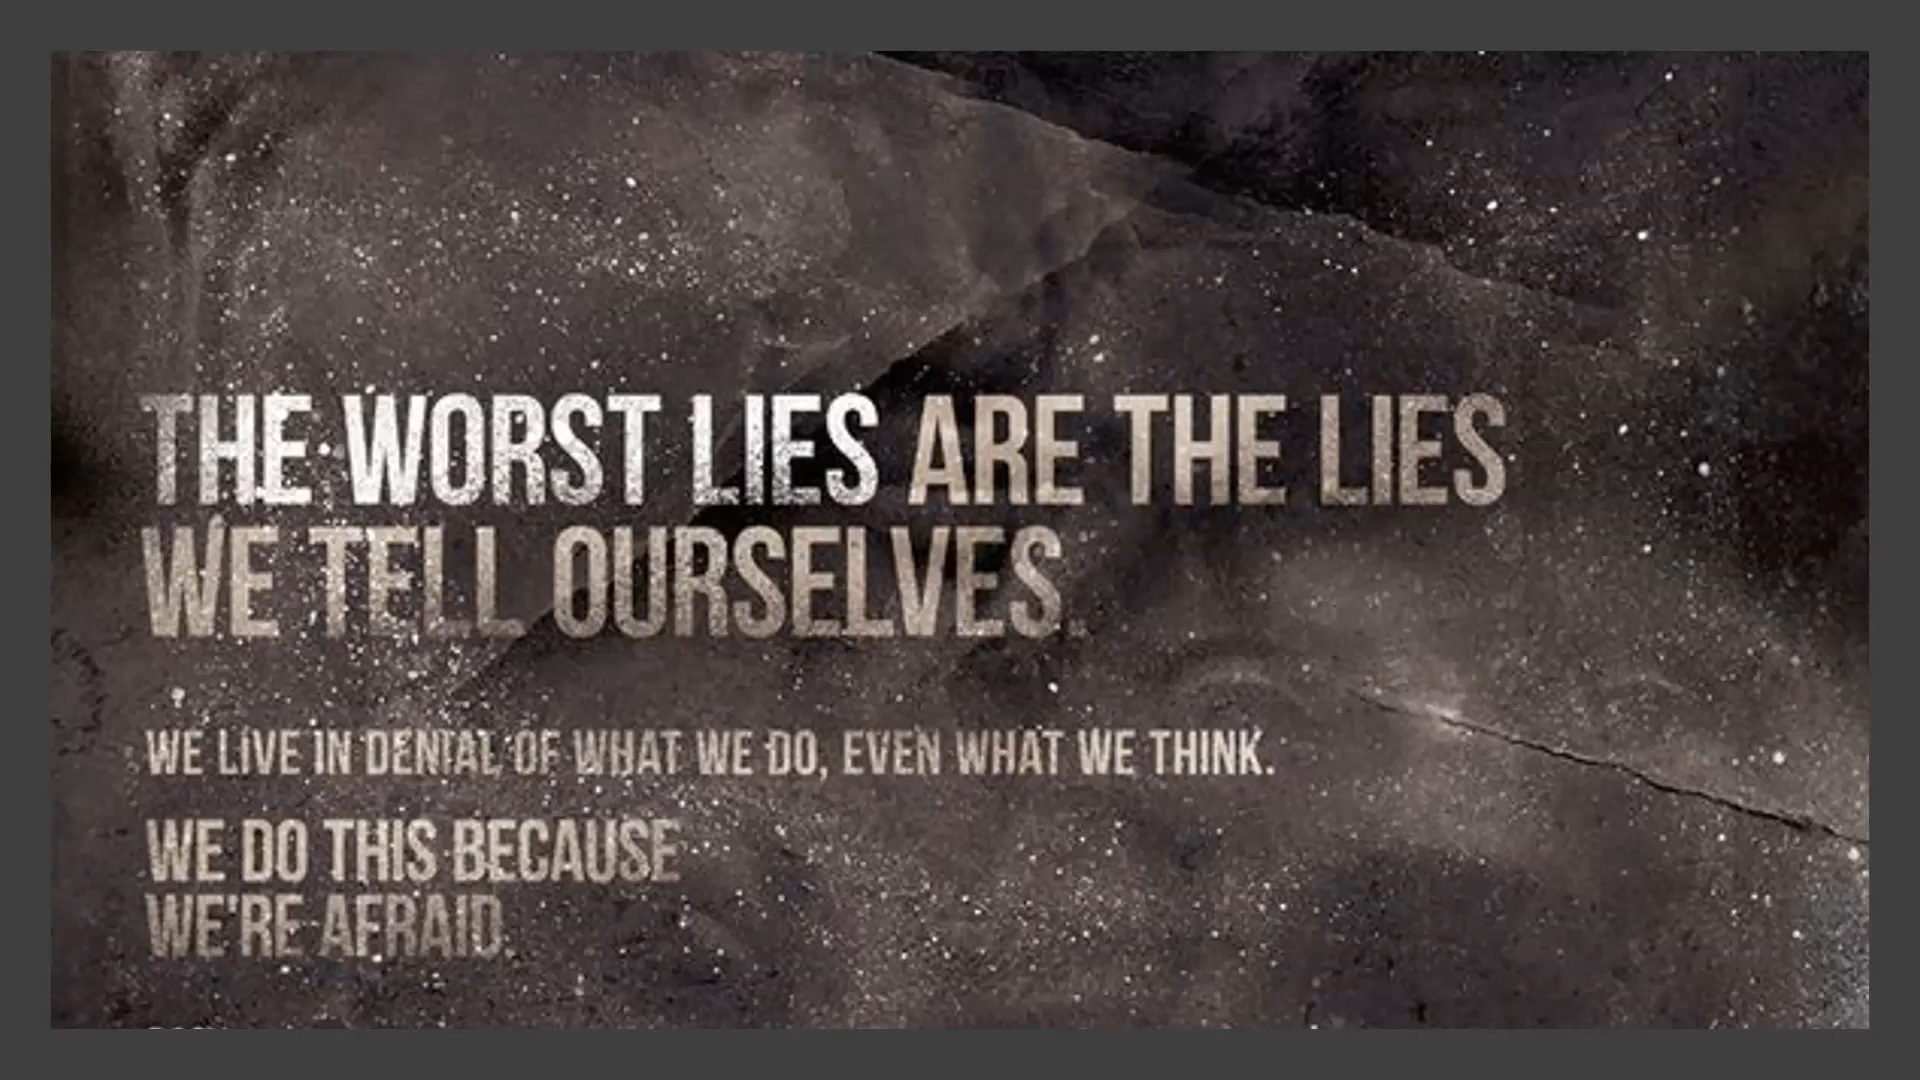 THE WORST LIES ARE THE LIES
WE TELL OURSELVES.
WE LIVE IN DENIAL OF WHAT WE DO, EVEN WHAT WE THINK.
WE DO THIS BECAUSE
WE'RE AFRAID.